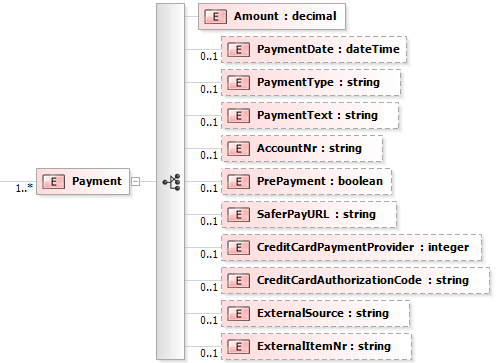 E Amount : decimal
0..1 E PaymentDate : dateTime
0..1 E PaymentType : string
0..1 E PaymentText : string
0..1 E AccountNr : string
1..* E Payment
0..1 E PrePayment : boolean
0..1 E SaferPayURL : string
0..1 E CreditCardPaymentProvider : integer
0..1 E CreditCardAuthorizationCode : string
0..1 E ExternalSource : string
0..1 E ExternalItemNr : string